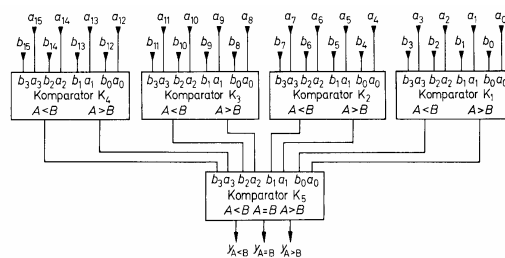 a15 a14 a13 a12 a11 a10 a9 a8 a7 a6 a5 a4 a3 a2 a1 a0
b15 b14 b13 b12 b11 b10 b9 b8 b7 b6 b5 b4 b3 b2 b1 b0
b3a3 b2a2 b1a1 b0a0 b3a3 b2a2 b1a1 b0a0 b3a3 b2a2 b1a1 b0a0 b3a3 b2a2 b1a1 b0a0
Komparator K4 Komparator K3 Komparator K2 Komparator K1
A<B A>B A<B A>B A<B A>B A<B A>B
b3a3 b2a2 b1a1 b0a0
Komparator K5
A<B A=B A>B
yA<B yA=B yA>B